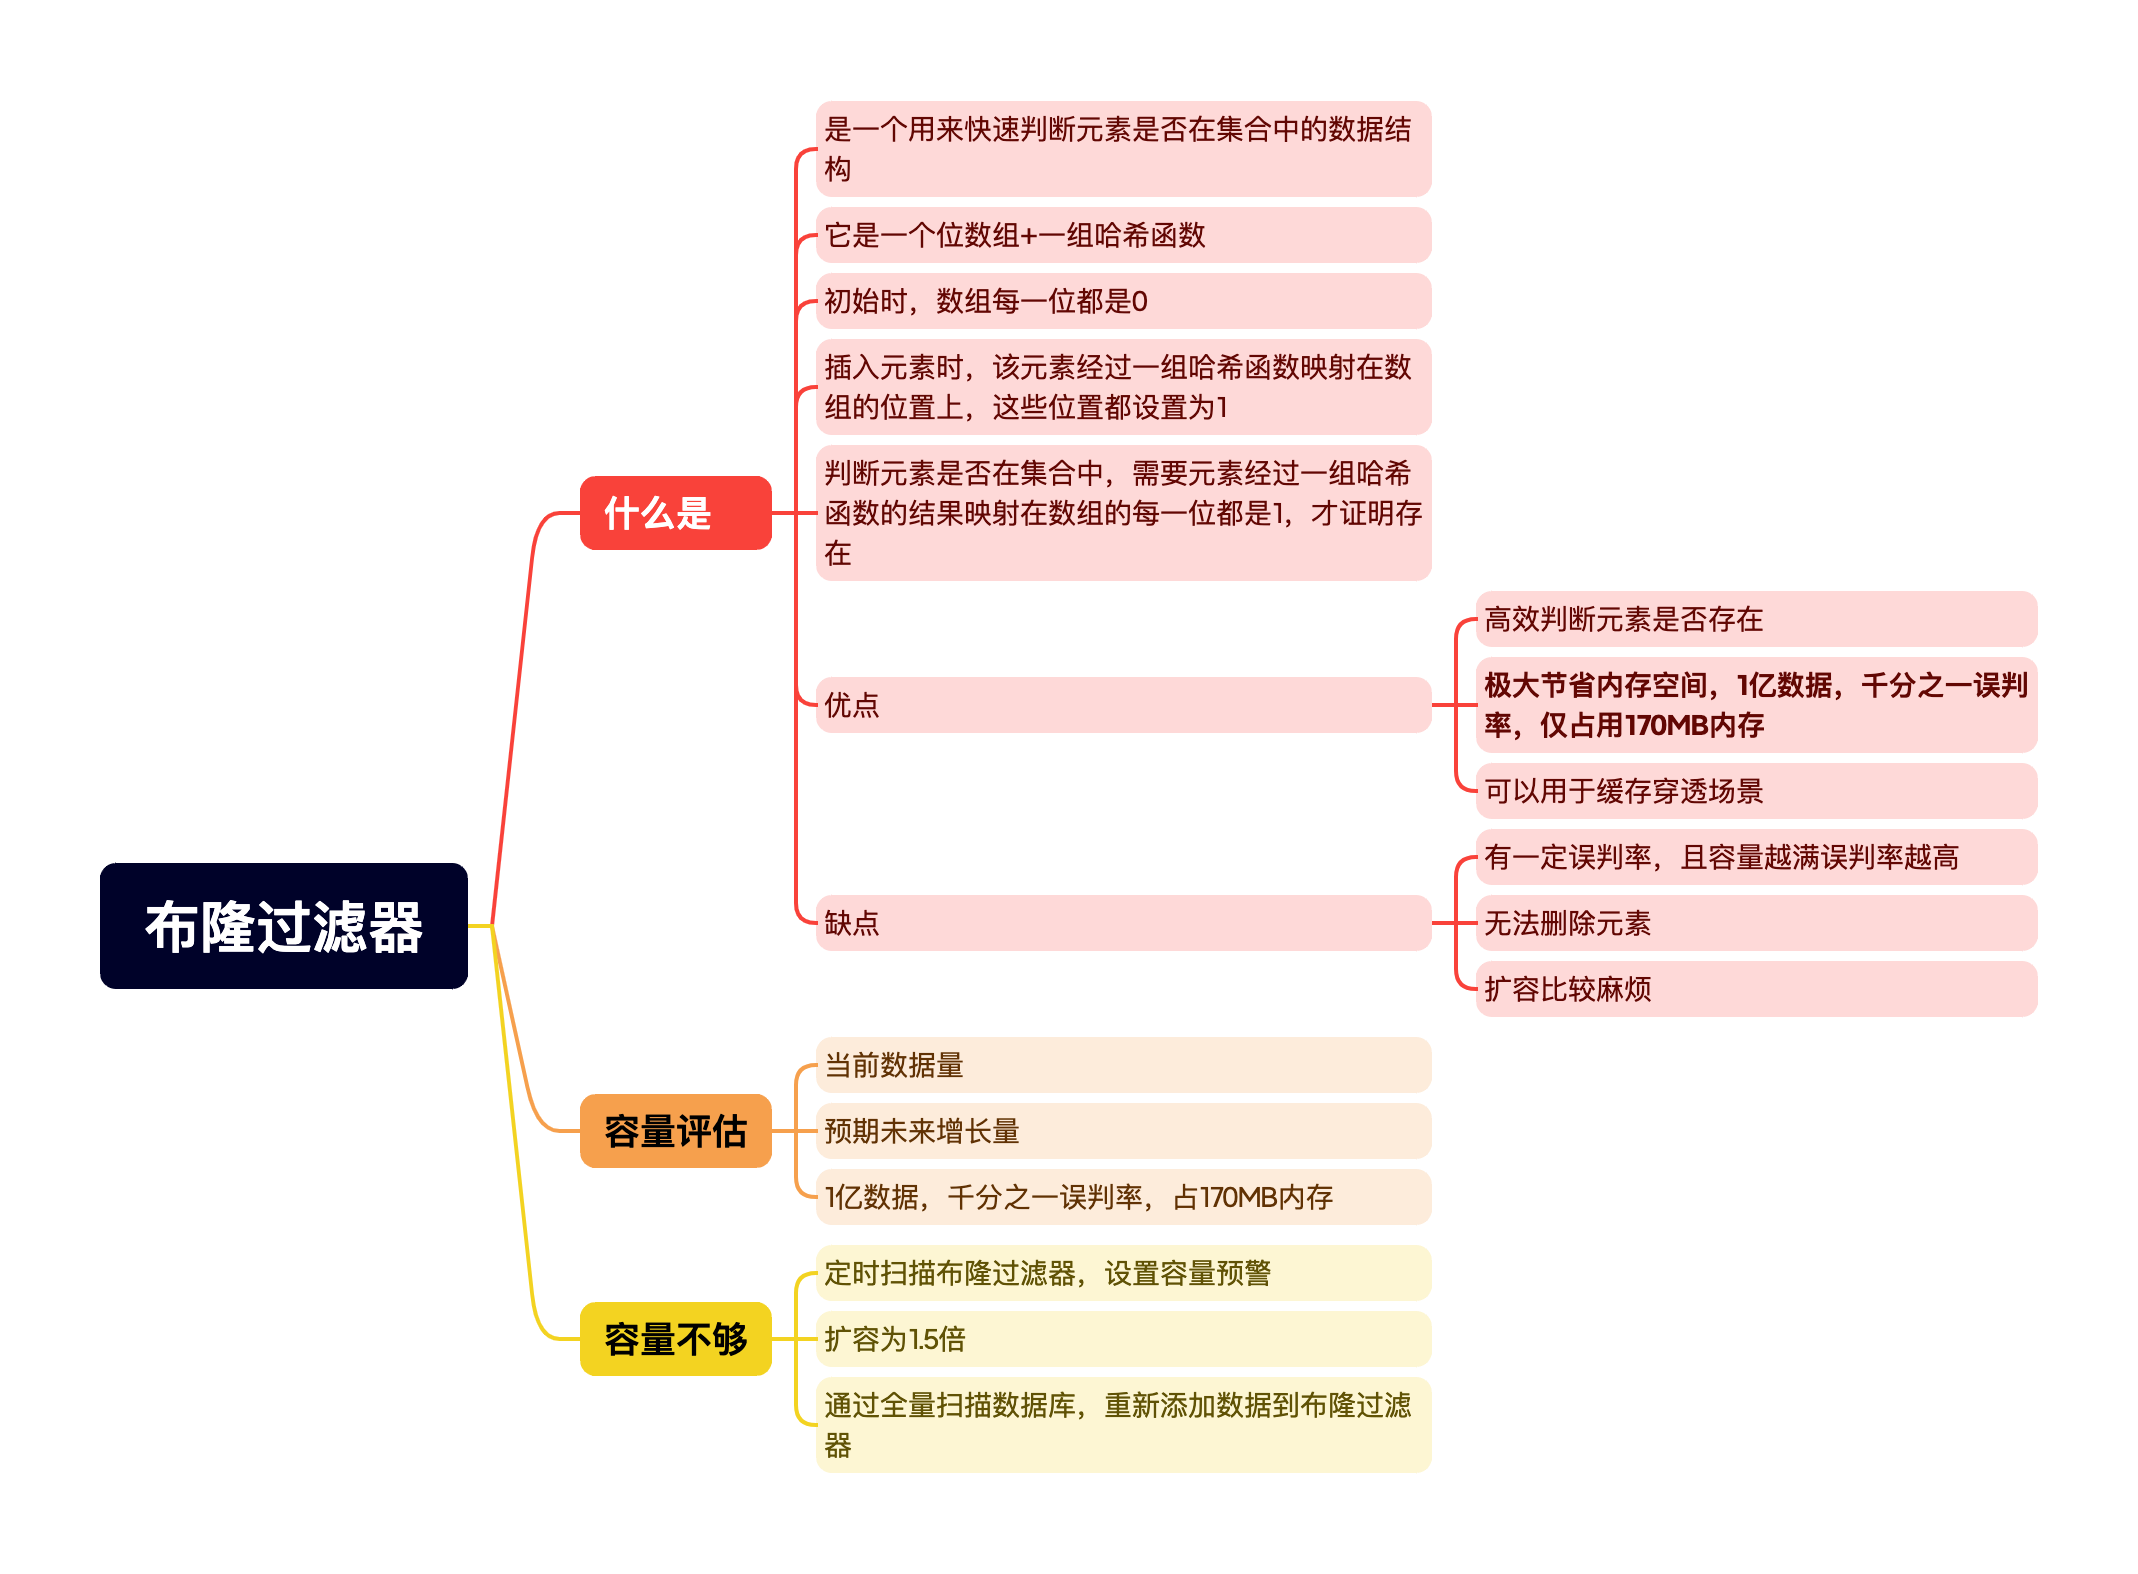 布隆过滤器
什么是
是一个用来快速判断元素是否在集合中的数据结
构
它是一个位数组+一组哈希函数
初始时，数组每一位都是0
插入元素时，该元素经过一组哈希函数映射在数
组的位置上，这些位置都设置为1
判断元素是否在集合中，需要元素经过一组哈希
函数的结果映射在数组的每一位都是1，才证明存
在
优点
高效判断元素是否存在
极大节省内存空间，1亿数据，千分之一误判
率，仅占用170MB内存
可以用于缓存穿透场景
缺点
有一定误判率，且容量越满误判率越高
无法删除元素
扩容比较麻烦
容量评估
当前数据量
预期未来增长量
1亿数据，千分之一误判率，占170MB内存
容量不够
定时扫描布隆过滤器，设置容量预警
扩容为1.5倍
通过全量扫描数据库，重新添加数据到布隆过滤
器